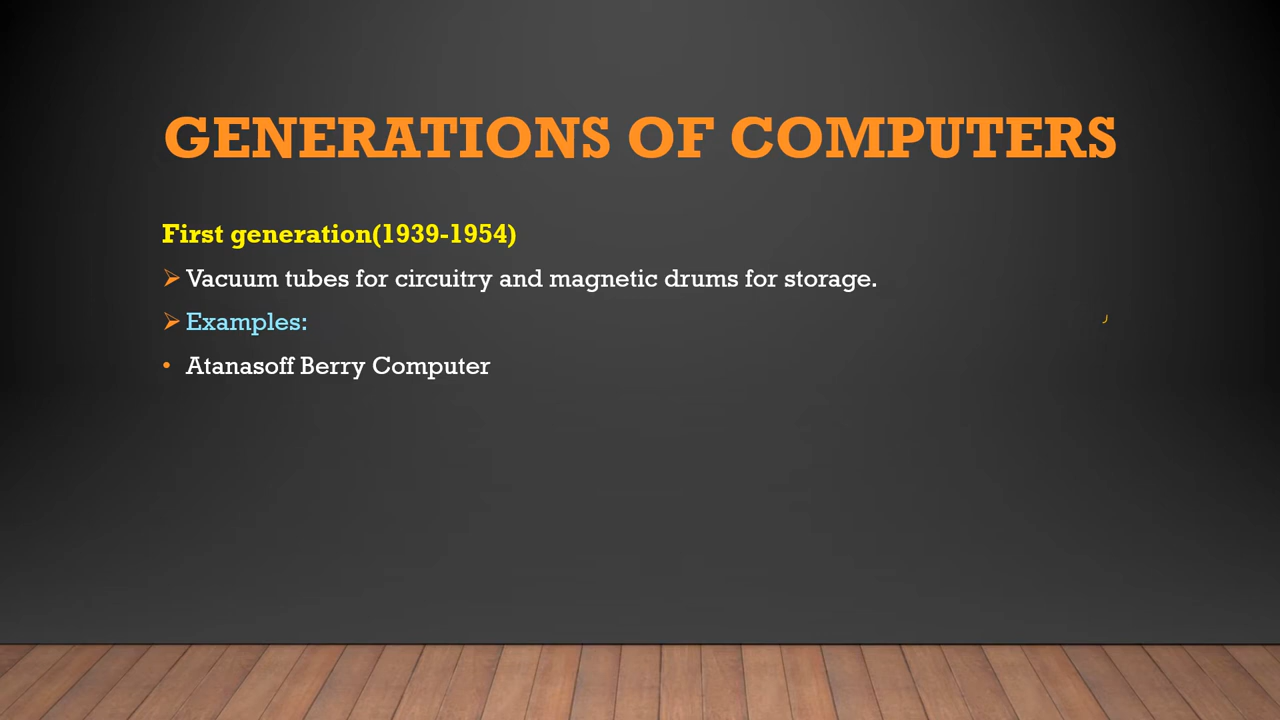 GENERATIONS OF COMPUTERS
First generation(1939-1954)
Vacuum tubes for circuitry and magnetic drums for storage.
Examples:
Atanasoff Berry Computer